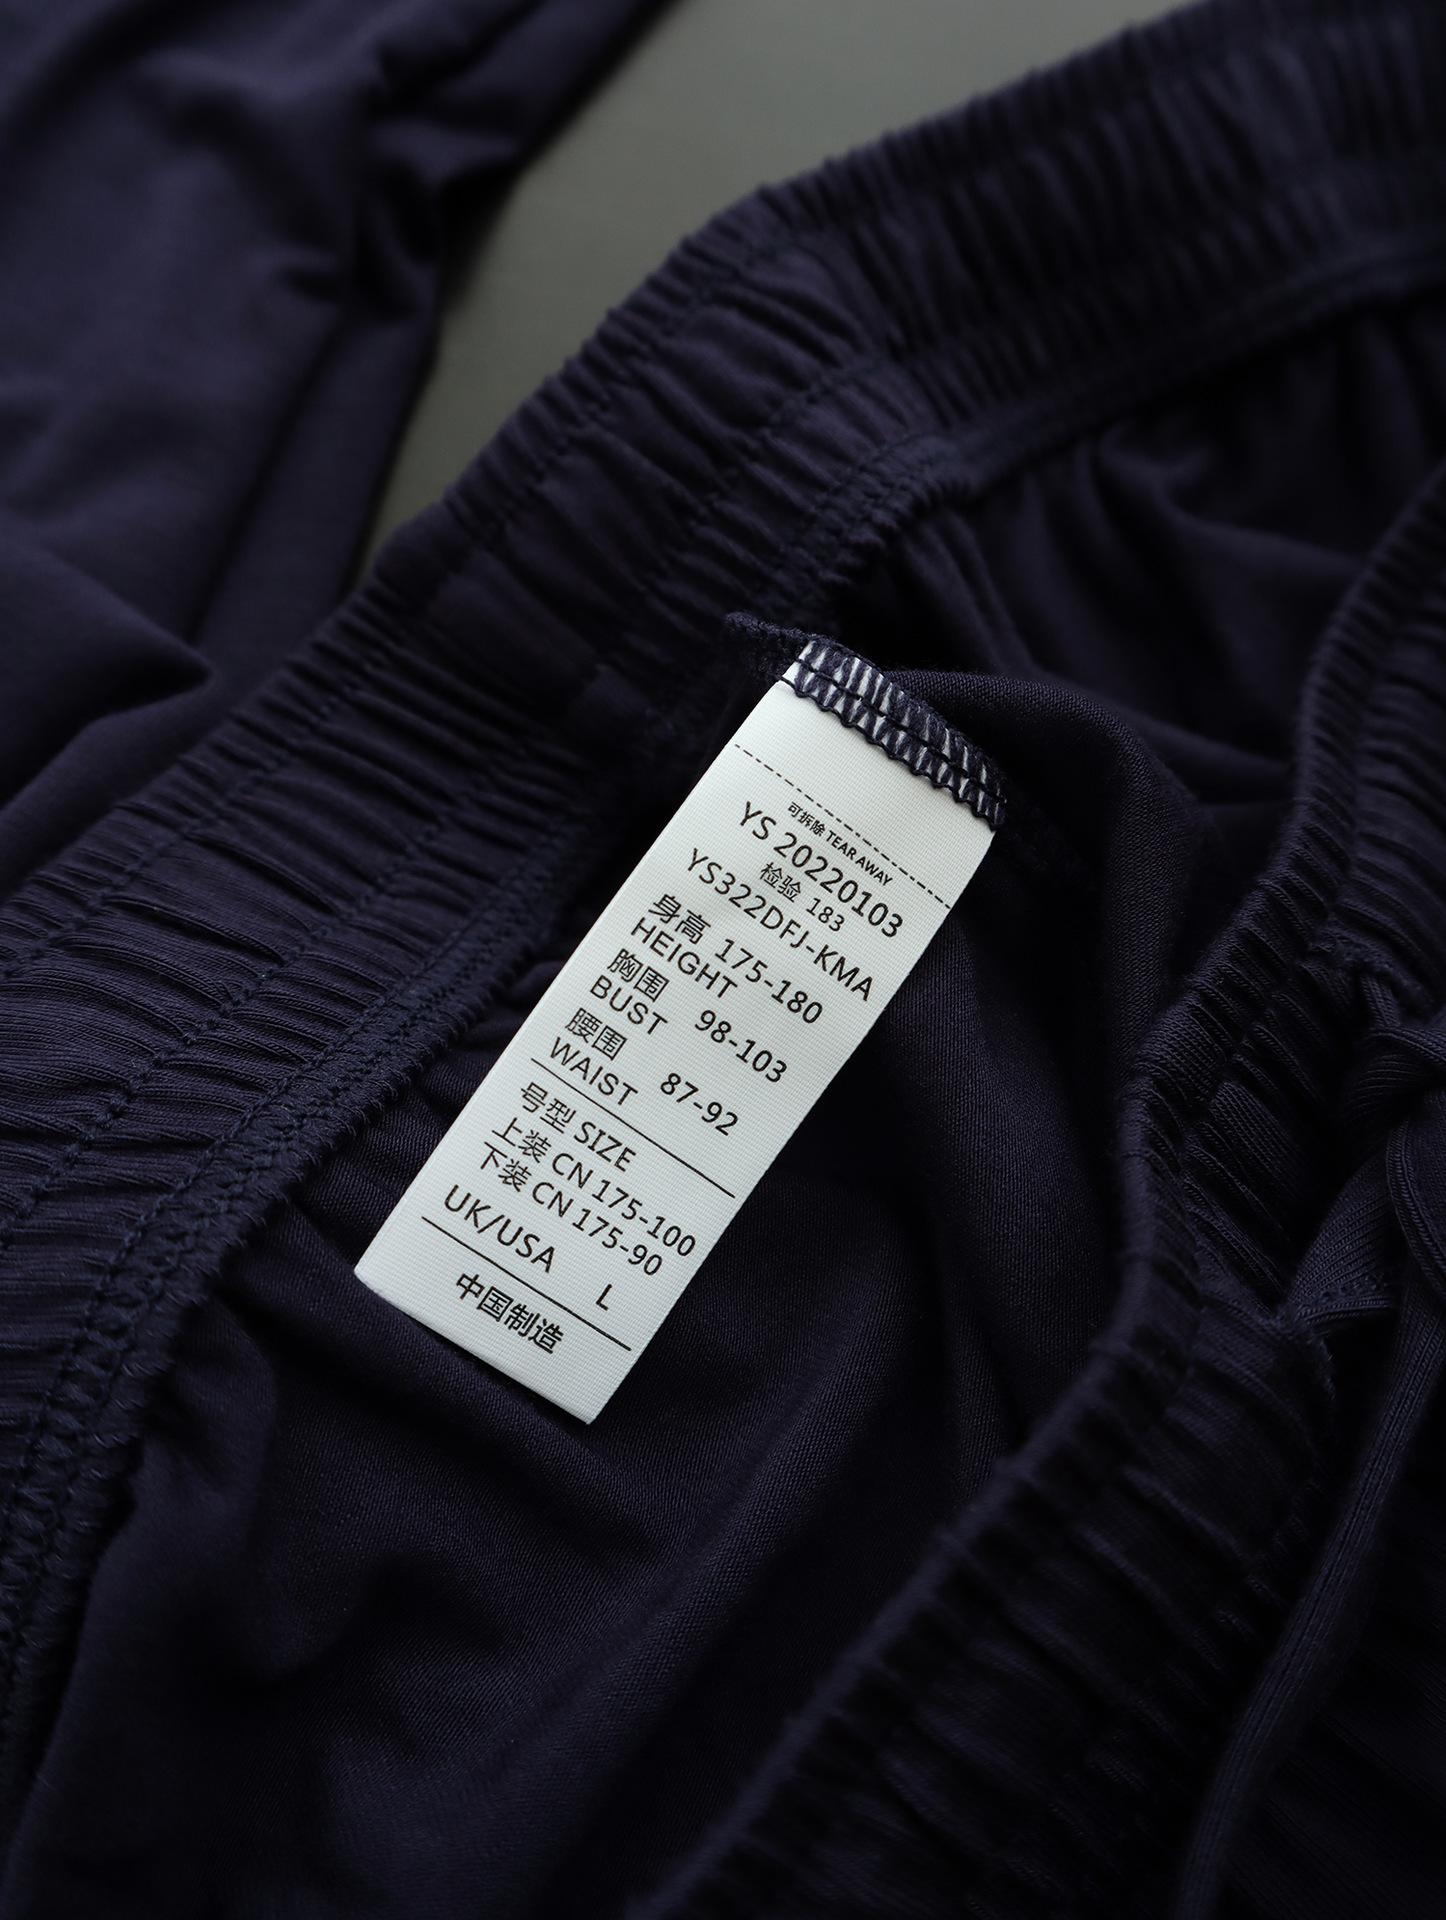 可拆除 TEAR AWAY
YS 20220103
检验 183
YS322DFJ-KMA
身高 175-180
HEIGHT
胸围 98-103
BUST
腰围 87-92
WAIST
号型 SIZE
上装 CN 175-100
下装 CN 175-90
UK/USA L
中国制造